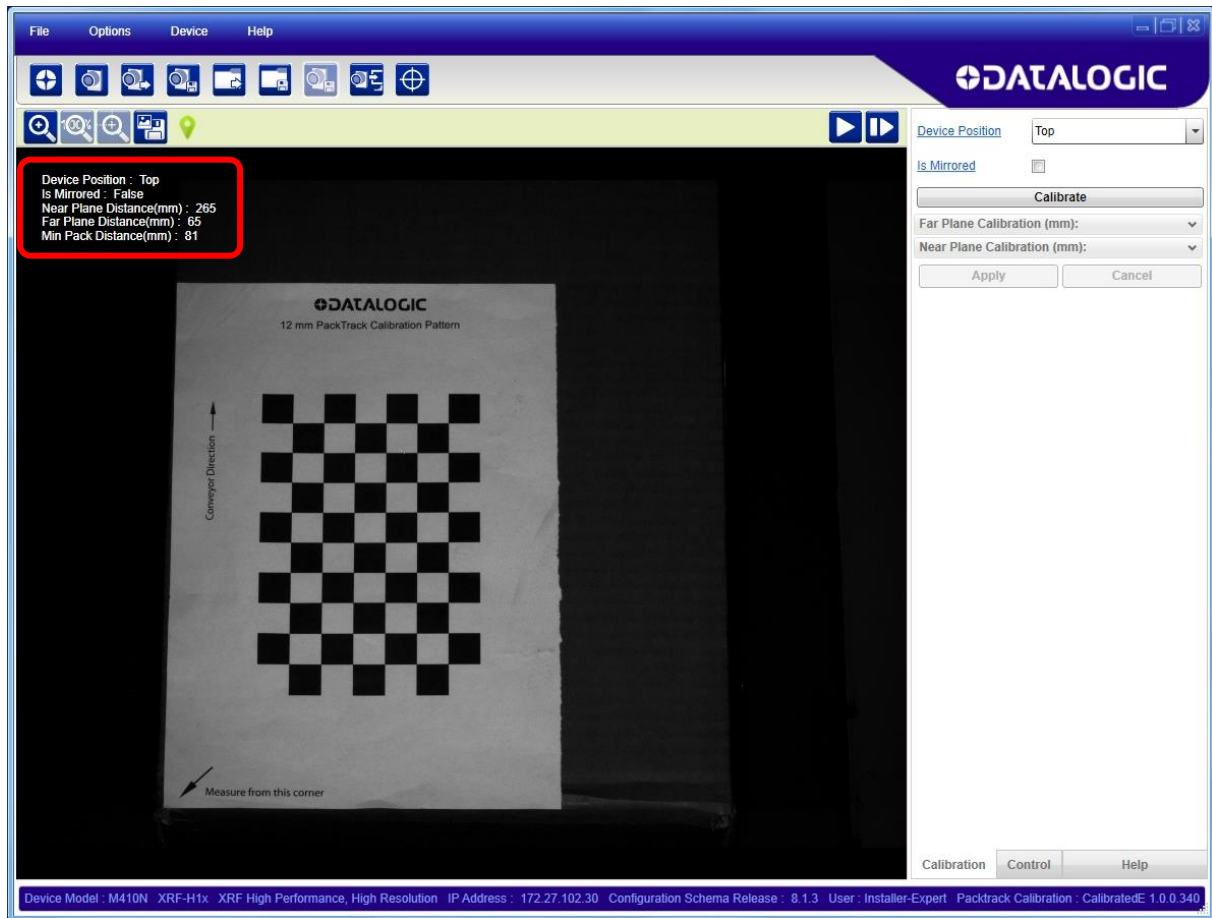 File Options Device Help
DATALOGIC
100%
Device Position Top
Is Mirrored
Calibrate
Far Plane Calibration (mm):
Near Plane Calibration (mm):
Apply Cancel
Device Position : Top
Is Mirrored : False
Near Plane Distance(mm) : 265
Far Plane Distance(mm) : 65
Min Pack Distance(mm) : 81
DATALOGIC
12 mm PackTrack Calibration Pattern
Conveyor Direction
Measure from this corner
Calibration Control Help
Device Model : M410N XRF-H1x XRF High Performance, High Resolution IP Address : 172.27.102.30 Configuration Schema Release : 8.1.3 User : Installer-Expert Packtrack Calibration : CalibratedE 1.0.0.340